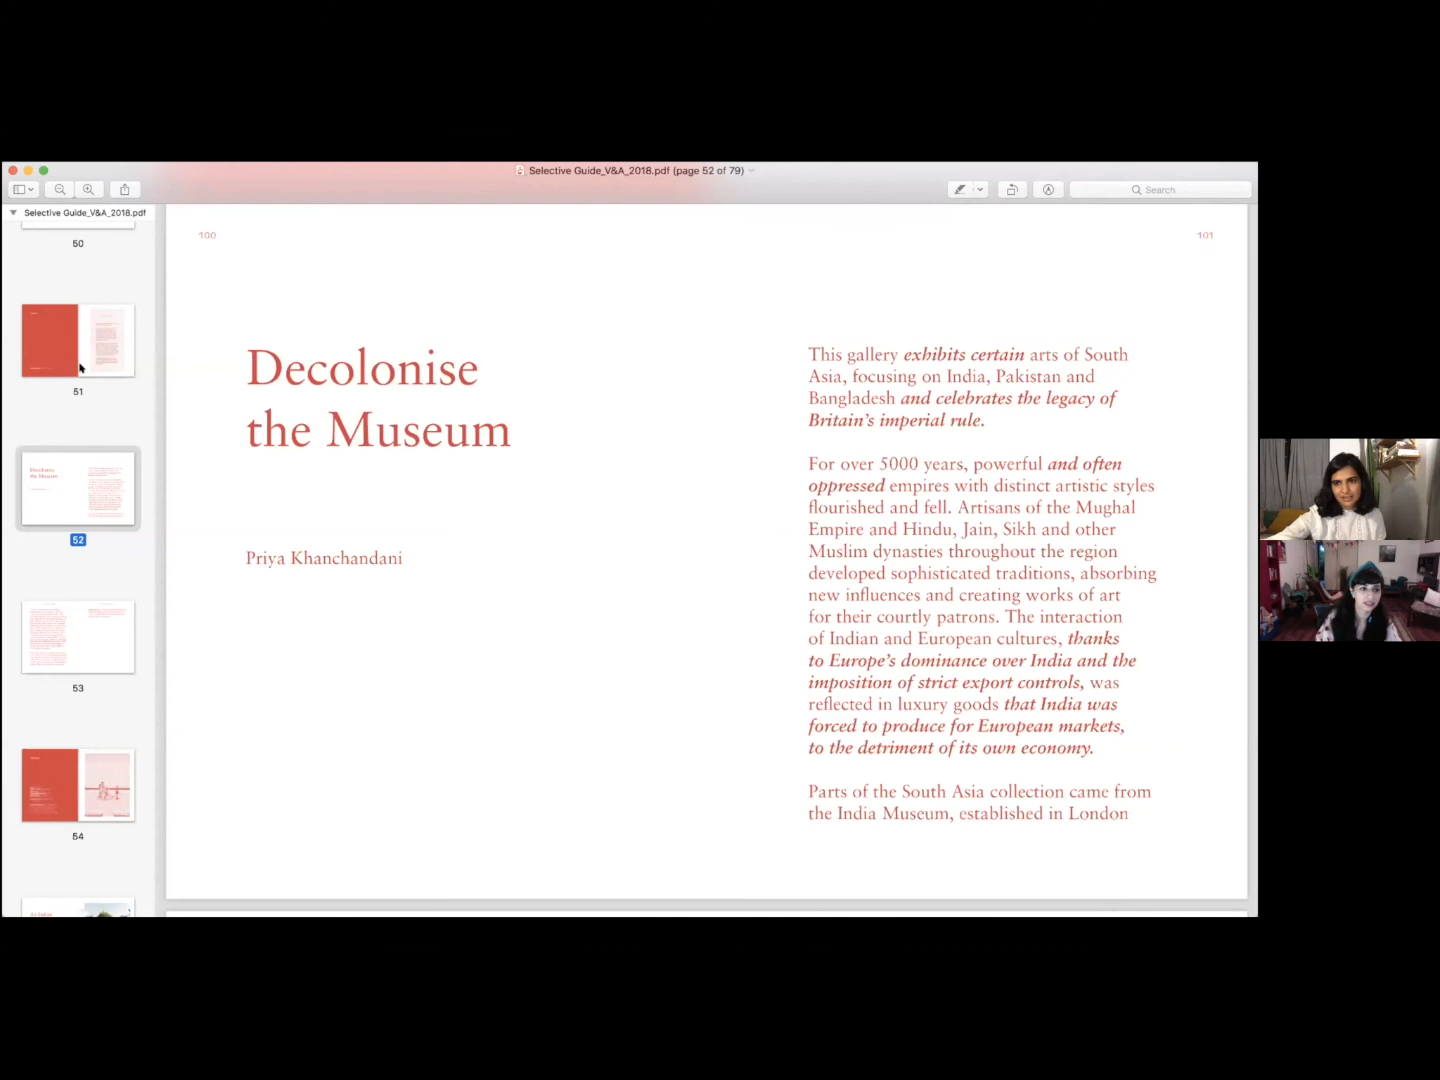 Selective Guide_V&A_2018.pdf (page 52 of 79)
Search
Selective Guide_V&A_2018.pdf
50
51
52
53
54
100
101
Decolonise
the Museum
Priya Khanchandani
This gallery exhibits certain arts of South
Asia, focusing on India, Pakistan and
Bangladesh and celebrates the legacy of
Britain's imperial rule.
For over 5000 years, powerful and often
oppressed empires with distinct artistic styles
flourished and fell. Artisans of the Mughal
Empire and Hindu, Jain, Sikh and other
Muslim dynasties throughout the region
developed sophisticated traditions, absorbing
new influences and creating works of art
for their courtly patrons. The interaction
of Indian and European cultures, thanks
to Europe's dominance over India and the
imposition of strict export controls, was
reflected in luxury goods that India was
forced to produce for European markets,
to the detriment of its own economy.
Parts of the South Asia collection came from
the India Museum, established in London